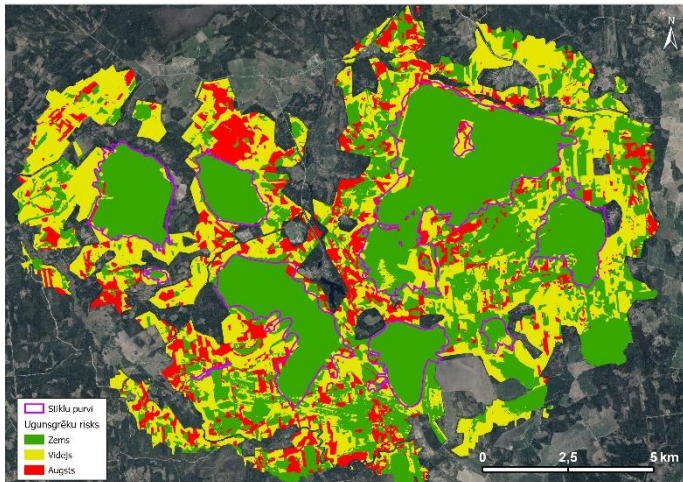 N
Stiklu purvi
Ugunsgrēku risks
Zems
Vidējs
Augsts
0 2,5 5 km